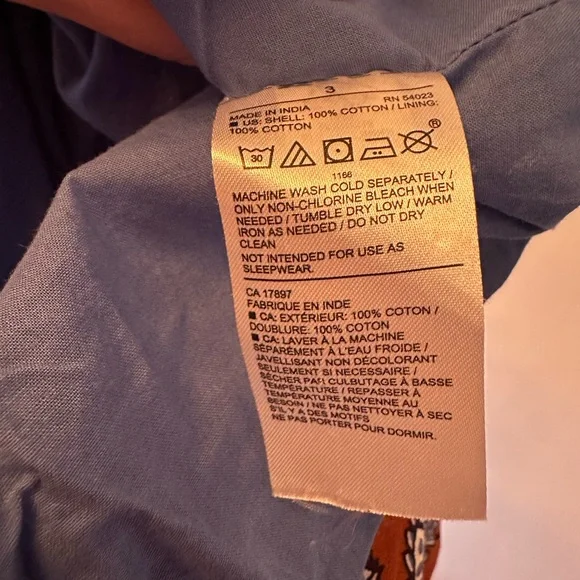 3
MADE IN INDIA RN 54023
■ US: SHELL: 100% COTTON / LINING:
100% COTTON
30
®
1166
MACHINE WASH COLD SEPARATELY /
ONLY NON-CHLORINE BLEACH WHEN
NEEDED / TUMBLE DRY LOW / WARM
IRON AS NEEDED / DO NOT DRY
CLEAN
NOT INTENDED FOR USE AS
SLEEPWEAR.
CA 17897
FABRIQUE EN INDE
■ CA: EXTÉRIEUR: 100% COTON /
DOUBLURE: 100% COTON
■ CA: LAVER À LA MACHINE
SÉPARÉMENT À L'EAU FROIDE /
JAVELLISANT NON DÉCOLORANT
SEULEMENT SI NECESSAIRE /
SÉCHER PAR CULBUTAGE À BASSE
TEMPÉRATURE / REPASSER À
TEMPÉRATURE MOYENNE AU
BESOIN / NE PAS NETTOYER À SEC
S'IL Y A DES MOTIFS
NE PAS PORTER POUR DORMIR.